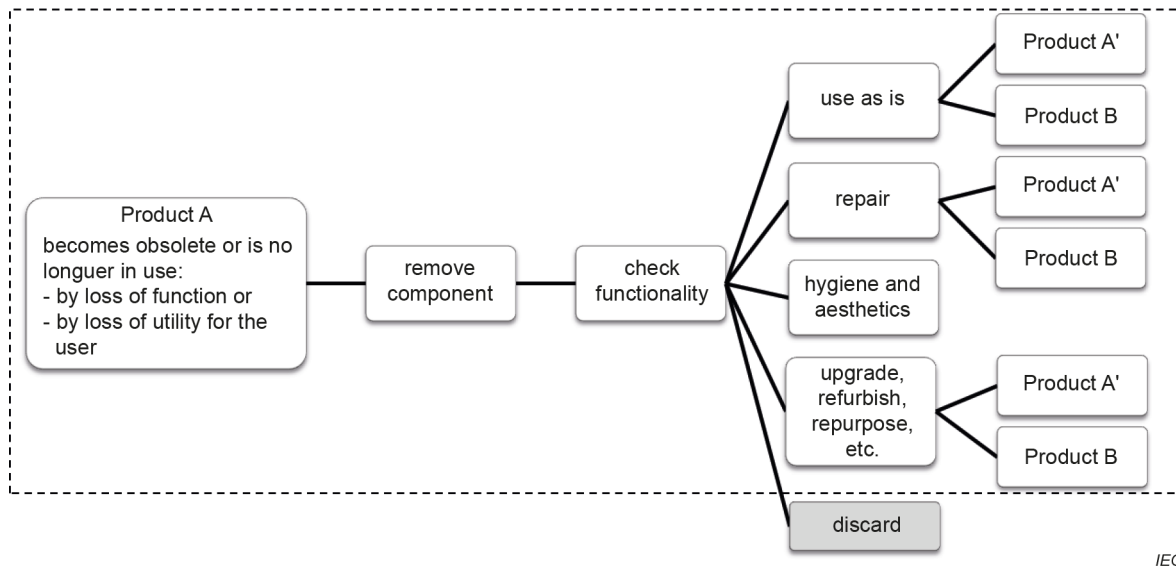 Product A
becomes obsolete or is no
longuer in use:
- by loss of function or
- by loss of utility for the
user
remove
component
check
functionality
use as is
Product A'
Product B
repair
Product A'
Product B
hygiene and
aesthetics
upgrade,
refurbish,
repurpose,
etc.
Product A'
Product B
discard
IEC